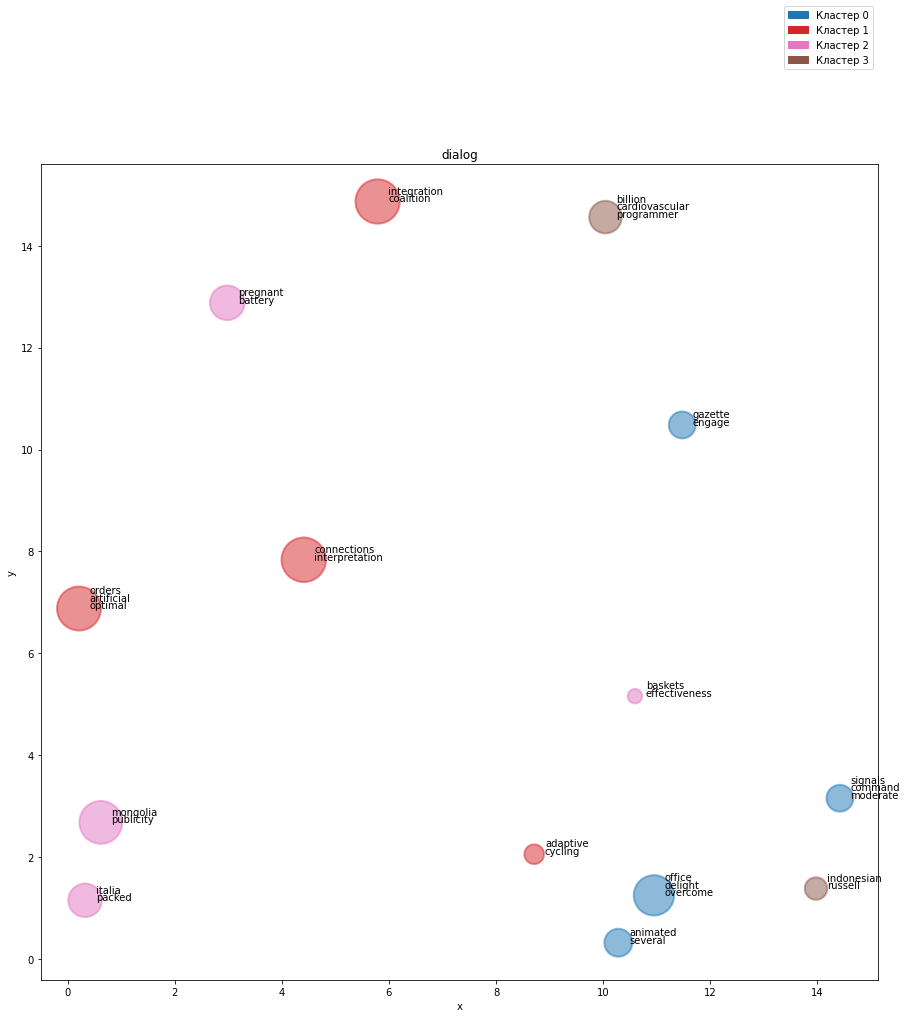 Кластер 0
Кластер 1
Кластер 2
Кластер 3
dialog
integration
coalition
billion
cardiovascular
programmer
pregnant
battery
gazette
engage
connections
interpretation
orders
artificial
optimal
baskets
effectiveness
signals
command
moderate
mongolia
publicity
adaptive
cycling
office
delight
overcome
indonesian
russell
italia
packed
animated
several
14
12
10
8
6
4
2
0
y
0 2 4 6 8 10 12 14
x